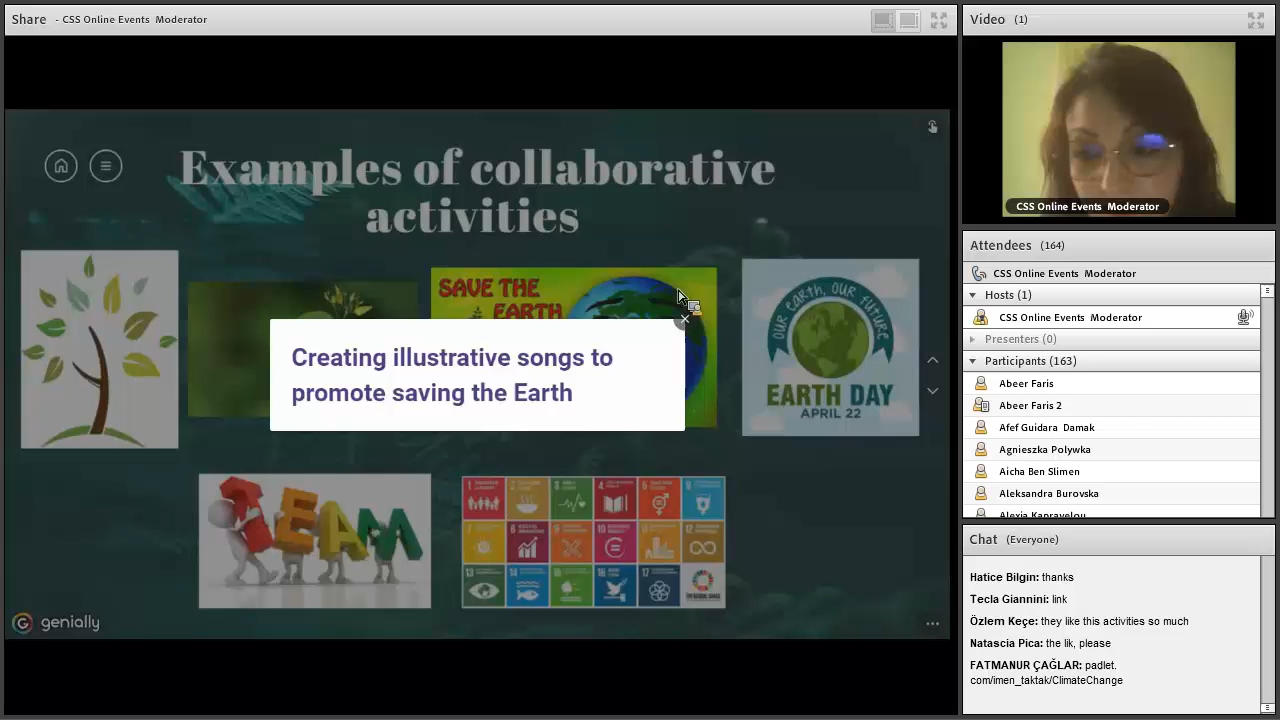 Share - CSS Online Events Moderator
Examples of collaborative
activities
SAVE THE
EARTH
Creating illustrative songs to
promote saving the Earth
OUR EARTH, OUR FUTURE
EARTH DAY
APRIL 22
TEAM
genially
Video (1)
CSS Online Events Moderator
Attendees (164)
CSS Online Events Moderator
Hosts (1)
CSS Online Events Moderator
Presenters (0)
Participants (163)
Abeer Faris
Abeer Faris 2
Afef Guidara Damak
Agnieszka Polywka
Aicha Ben Slimen
Aleksandra Burovska
Alexia Kapravelou
Chat (Everyone)
Hatice Bilgin: thanks
Tecla Giannini: link
Özlem Keçe: they like this activities so much
Natascia Pica: the lik, please
FATMANUR ÇAĞLAR: padlet.
com/imen_taktak/ClimateChange